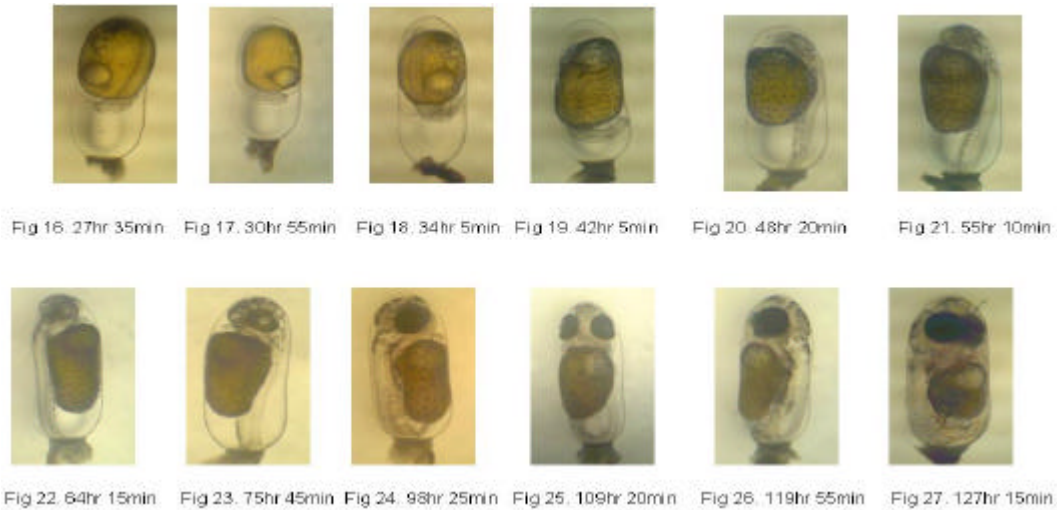 Fig 16. 27hr 35min Fig 17. 30hr 55min Fig 18. 34hr 5min Fig 19. 42hr 5min Fig 20. 48hr 20min Fig 21. 55hr 10min
Fig 22. 64hr 15min Fig 23. 75hr 45min Fig 24. 98hr 25min Fig 25. 109hr 20min Fig 26. 119hr 55min Fig 27. 127hr 15min